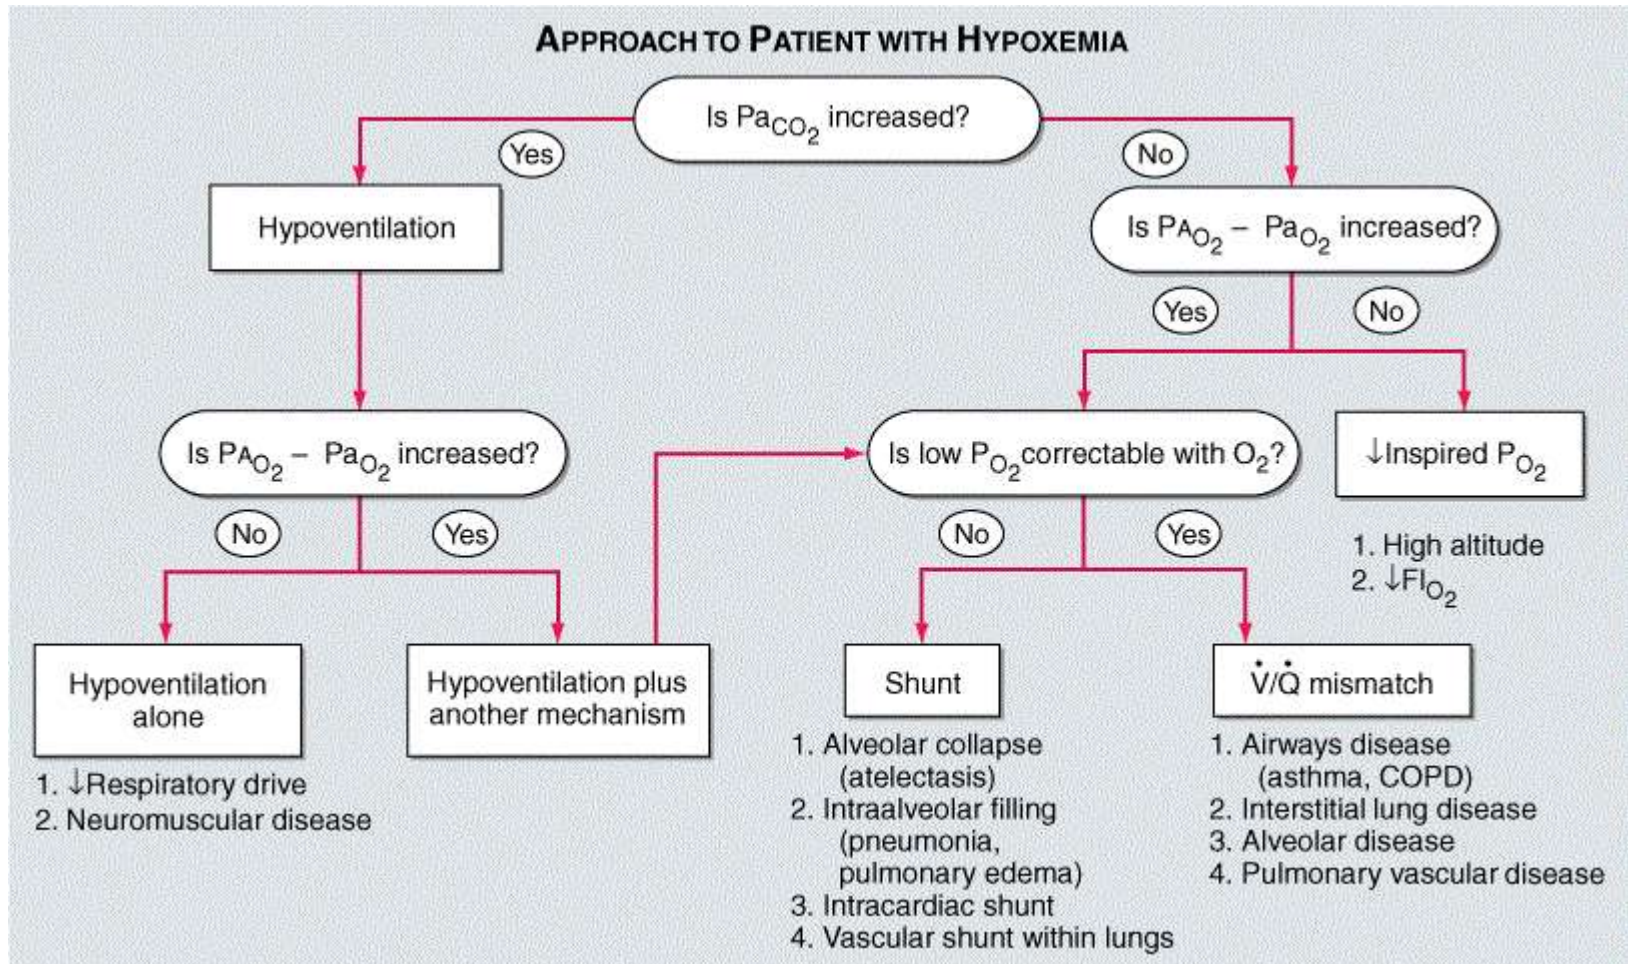 APPROACH TO PATIENT WITH HYPOXEMIA
Is PaCO2 increased?
Yes
No
Hypoventilation
Is PAO2 – PaO2 increased?
Yes
No
Is PAO2 – PaO2 increased?
No
Yes
Is low PO2 correctable with O2?
No
Yes
↓Inspired PO2
1. High altitude
2. ↓FIO2
Hypoventilation
alone
1. ↓Respiratory drive
2. Neuromuscular disease
Hypoventilation plus
another mechanism
Shunt
1. Alveolar collapse
(atelectasis)
2. Intraalveolar filling
(pneumonia,
pulmonary edema)
3. Intracardiac shunt
4. Vascular shunt within lungs
V̇/Q̇ mismatch
1. Airways disease
(asthma, COPD)
2. Interstitial lung disease
3. Alveolar disease
4. Pulmonary vascular disease